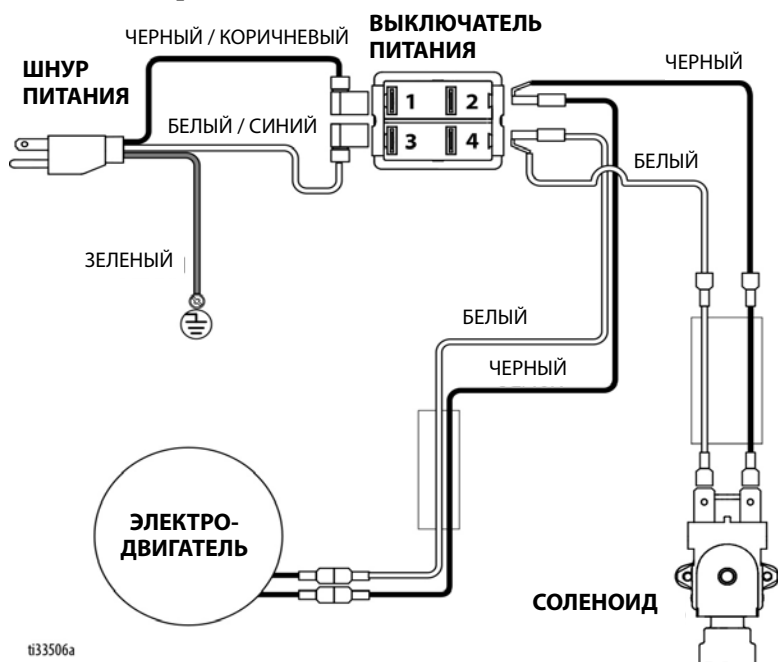 ЧЕРНЫЙ / КОРИЧНЕВЫЙ
ВЫКЛЮЧАТЕЛЬ
ПИТАНИЯ
ЧЕРНЫЙ
ШНУР
ПИТАНИЯ
1
2
БЕЛЫЙ / СИНИЙ
3
4
БЕЛЫЙ
ЗЕЛЕНЫЙ
БЕЛЫЙ
ЧЕРНЫЙ
ЭЛЕКТРО-
ДВИГАТЕЛЬ
СОЛЕНОИД
ti33506a